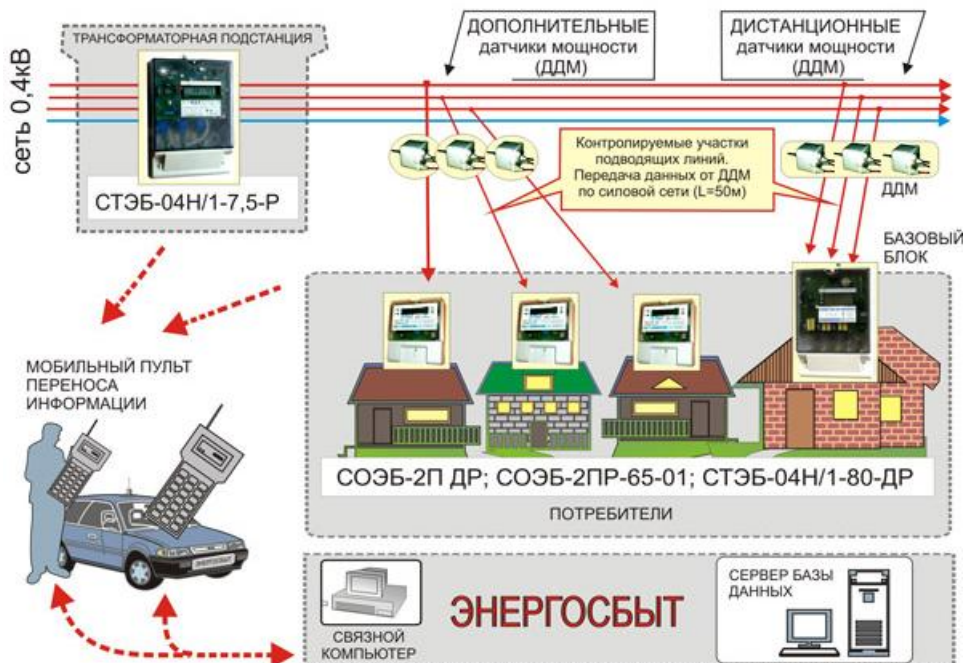 ТРАНСФОРМАТОРНАЯ ПОДСТАНЦИЯ
сеть 0,4кВ
СТЭБ-04Н/1-7,5-Р
ДОПОЛНИТЕЛЬНЫЕ
датчики мощности
(ДДМ)
ДИСТАНЦИОННЫЕ
датчики мощности
(ДДМ)
Контролируемые участки
подводящих линий.
Передача данных от ДДМ
по силовой сети (L=50м)
ДДМ
БАЗОВЫЙ
БЛОК
МОБИЛЬНЫЙ ПУЛЬТ
ПЕРЕНОСА
ИНФОРМАЦИИ
СОЭБ-2П ДР; СОЭБ-2ПР-65-01; СТЭБ-04Н/1-80-ДР
ПОТРЕБИТЕЛИ
ЭНЕРГОСБЫТ
СВЯЗНОЙ
КОМПЬЮТЕР
ЭНЕРГОСБЫТ
СЕРВЕР БАЗЫ
ДАННЫХ